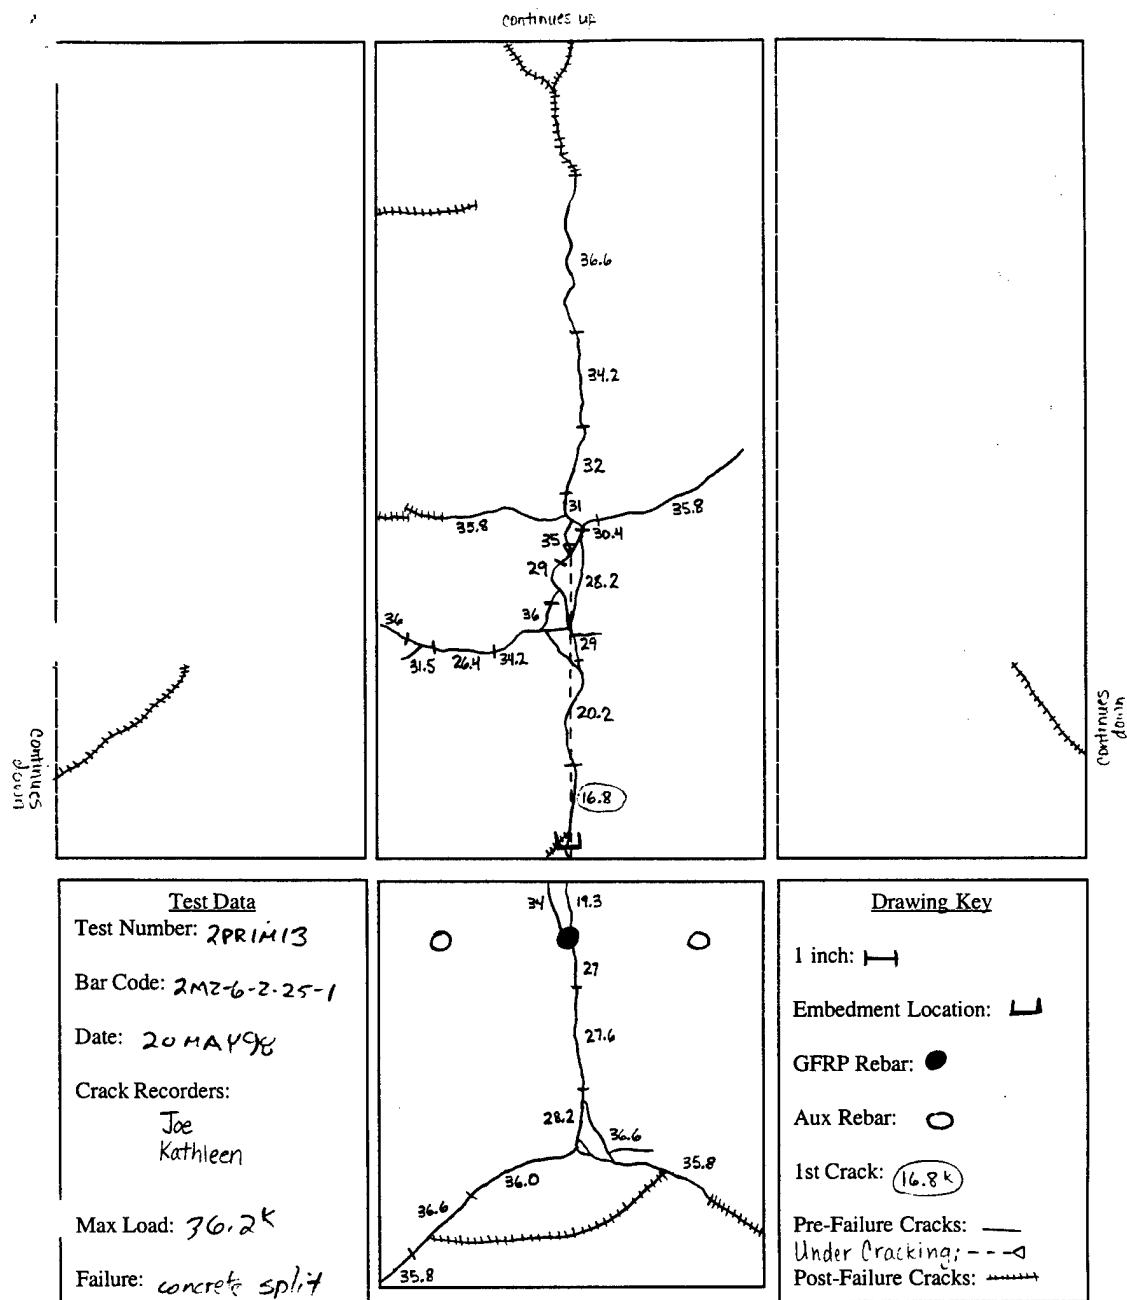 continues up
36.6
34.2
32
31
35.8
35.8
30.4
35
29
28.2
36
36
29
31.5
26.4
34.2
20.2
16.8
continues down
continues down
Test Data
Test Number: 2PRIM13
Bar Code: 2MZ-6-2.25-1
Date: 20 MAY 98
Crack Recorders:
Joe
Kathleen
Max Load: 36.2k
Failure: concrete split
34
19.3
27
27.6
28.2
36.6
36.0
35.8
36.6
35.8
Drawing Key
1 inch:
Embedment Location:
GFRP Rebar:
Aux Rebar:
1st Crack: 16.8k
Pre-Failure Cracks:
Under Cracking:
Post-Failure Cracks: